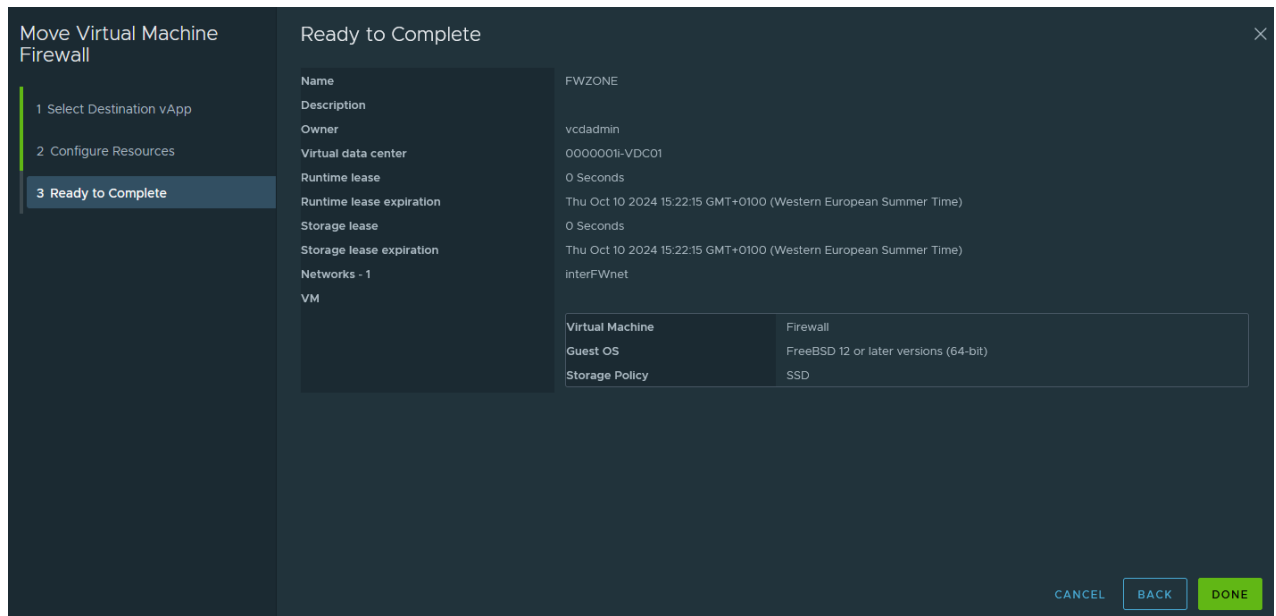 Move Virtual Machine
Firewall
1 Select Destination vApp
2 Configure Resources
3 Ready to Complete
Ready to Complete
Name FWZONE
Description
Owner vcdadmin
Virtual data center 0000001i-VDC01
Runtime lease 0 Seconds
Runtime lease expiration Thu Oct 10 2024 15:22:15 GMT+0100 (Western European Summer Time)
Storage lease 0 Seconds
Storage lease expiration Thu Oct 10 2024 15:22:15 GMT+0100 (Western European Summer Time)
Networks - 1 interFWnet
VM
Virtual Machine Firewall
Guest OS FreeBSD 12 or later versions (64-bit)
Storage Policy SSD
CANCEL BACK DONE